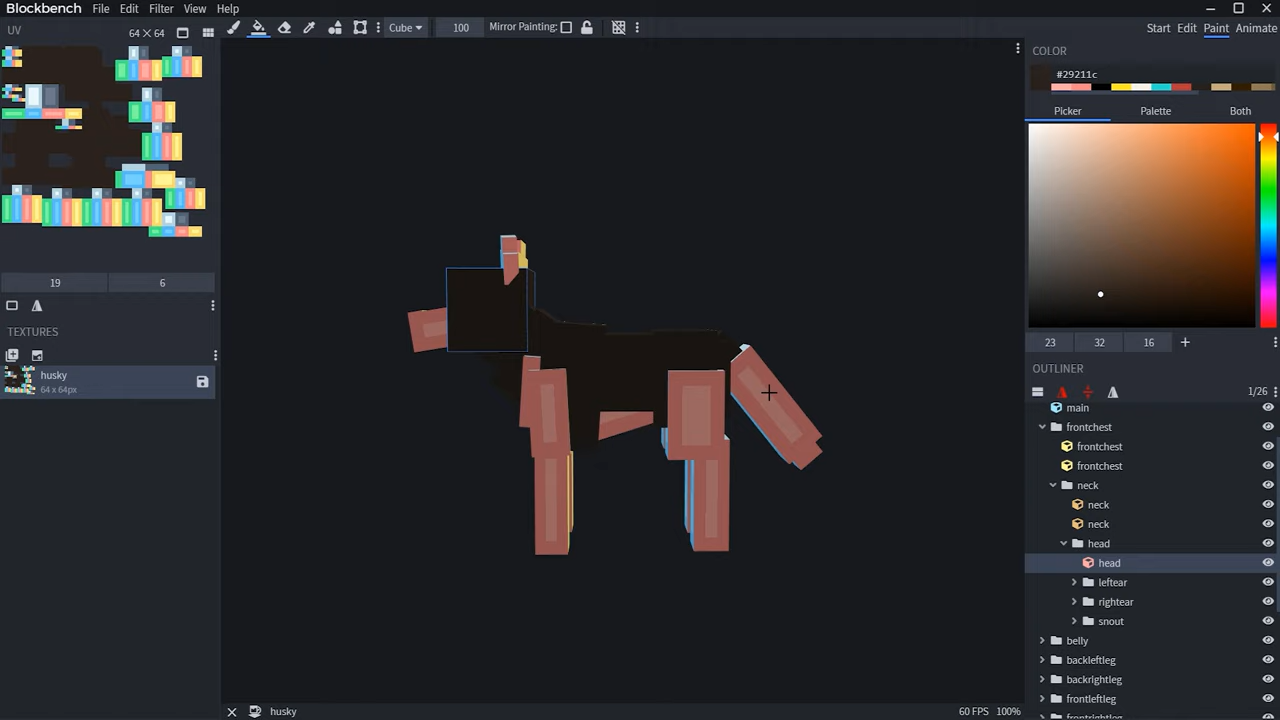 Blockbench File Edit Filter View Help
UV 64 × 64 Cube 100 Mirror Painting: Start Edit Paint Animate
COLOR
#29211c
Picker Palette Both
19 6
TEXTURES
husky
64 x 64px
23 32 16
OUTLINER
1/26
main
frontchest
frontchest
frontchest
neck
neck
neck
head
head
leftear
rightear
snout
belly
backleftleg
backrightleg
frontleftleg
frontrightleg
husky 60 FPS 100%